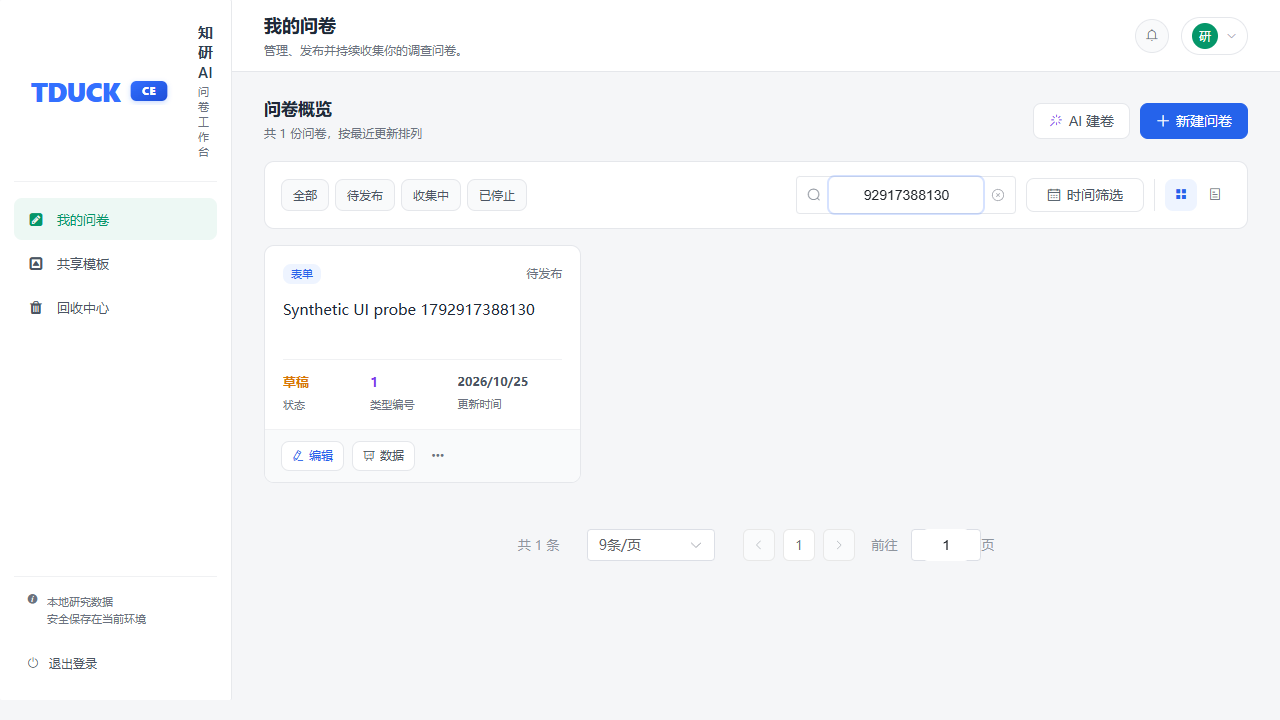 TDUCK CE
知研 AI
问卷工作台
我的问卷
共享模板
回收中心
本地研究数据
安全保存在当前环境
退出登录
我的问卷
管理、发布并持续收集你的调查问卷。
研
问卷概览
共 1 份问卷，按最近更新排列
AI 建卷
新建问卷
全部 待发布 收集中 已停止
92917388130
时间筛选
表单 待发布
Synthetic UI probe 1792917388130
草稿 1 2026/10/25
状态 类型编号 更新时间
编辑 数据
共 1 条 9条/页 1 前往 1 页